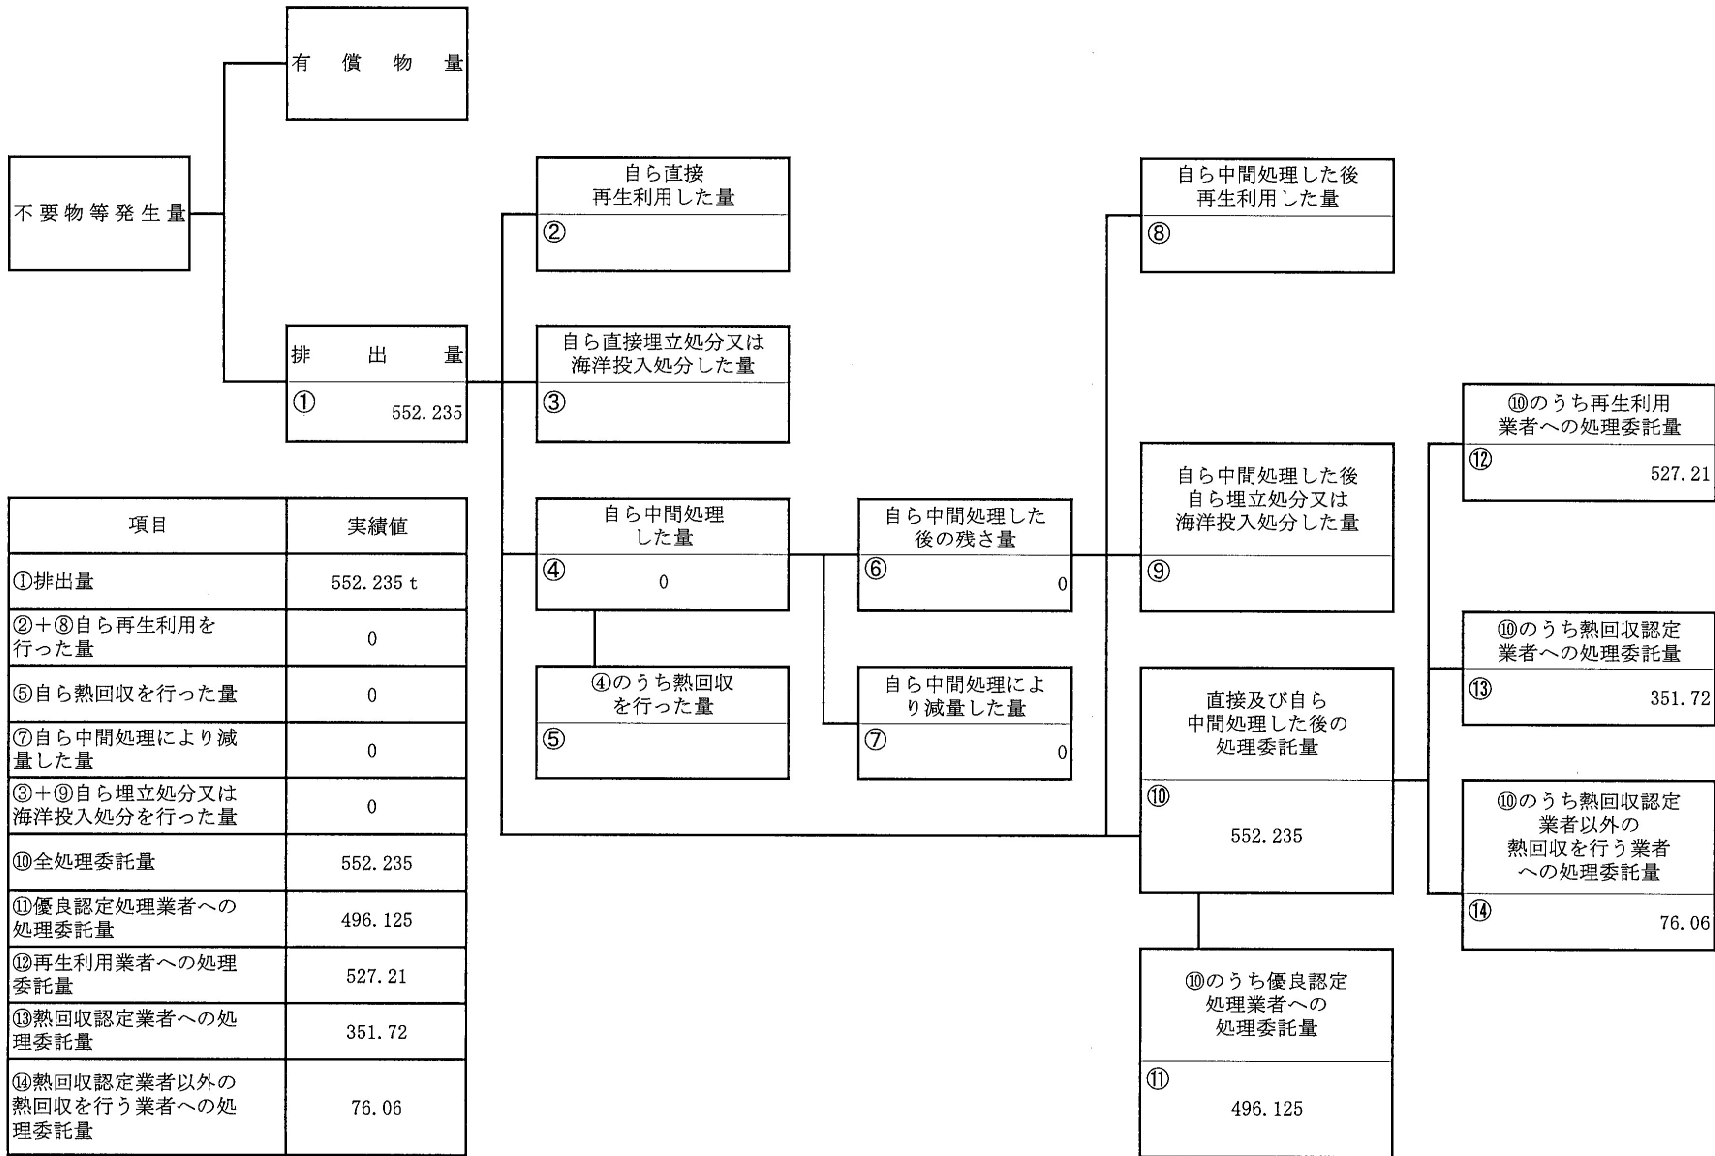 有償物量
不要物等発生量
排出量
①
552.235
自ら直接
再生利用した量
②
自ら直接埋立処分又は
海洋投入処分した量
③
自ら中間処理
した量
④
0
④のうち熱回収
を行った量
⑤
自ら中間処理した
後の残さ量
⑥
0
自ら中間処理によ
り減量した量
⑦
0
自ら中間処理した後
再生利用した量
⑧
自ら中間処理した後
自ら埋立処分又は
海洋投入処分した量
⑨
直接及び自ら
中間処理した後の
処理委託量
⑩
552.235
⑩のうち優良認定
処理業者への
処理委託量
⑪
496.125
⑩のうち再生利用
業者への処理委託量
⑫
527.21
⑩のうち熱回収認定
業者への処理委託量
⑬
351.72
⑩のうち熱回収認定
業者以外の
熱回収を行う業者
への処理委託量
⑭
76.06
項目 実績値
①排出量 552.235 t
②＋⑧自ら再生利用を
行った量
0
⑤自ら熱回収を行った量 0
⑦自ら中間処理により減
量した量
0
③＋⑨自ら埋立処分又は
海洋投入処分を行った量
0
⑩全処理委託量 552.235
⑪優良認定処理業者への
処理委託量
496.125
⑫再生利用業者への処理
委託量
527.21
⑬熱回収認定業者への処
理委託量
351.72
⑭熱回収認定業者以外の
熱回収を行う業者への処
理委託量
76.06